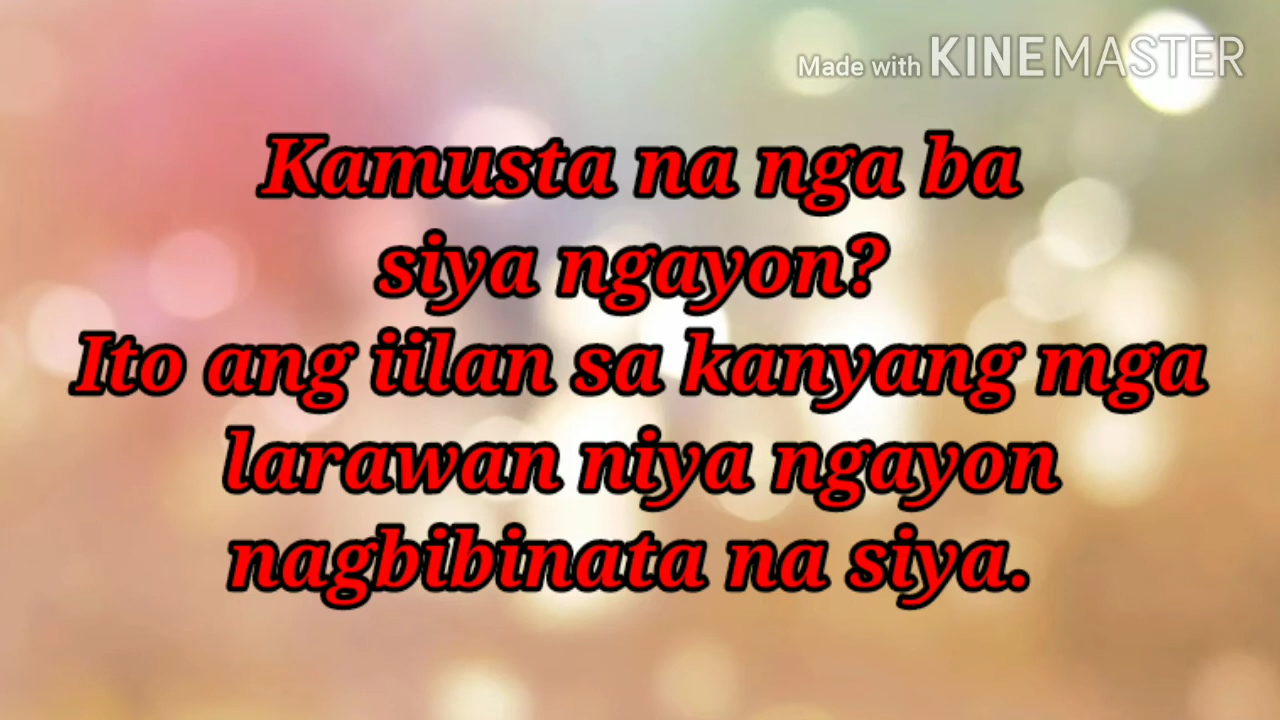 Made with KINEMASTER
Kamusta na nga ba
siya ngayon?
Ito ang iilan sa kanyang mga
larawan niya ngayon
nagbibinata na siya.